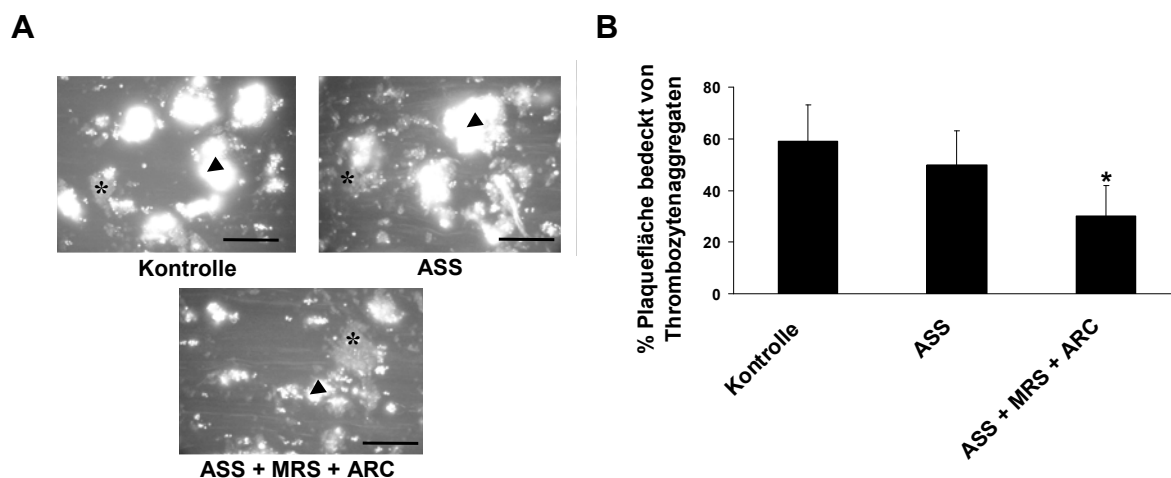 A
*
*
Kontrolle
ASS
*
ASS + MRS + ARC
B
% Plaquefläche bedeckt von
Thrombozytenaggregaten
80
60
40
20
0
*
Kontrolle
ASS
ASS + MRS + ARC